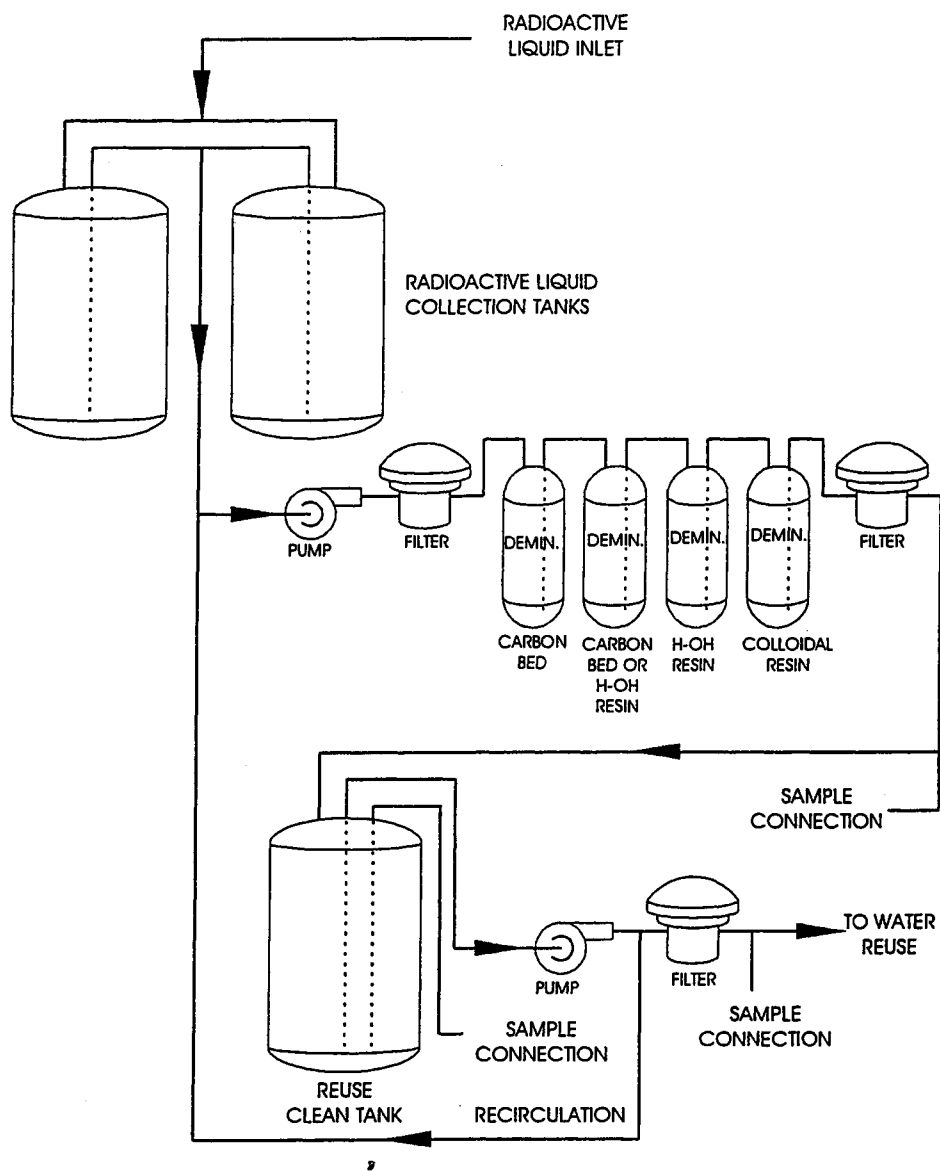 RADIOACTIVE
LIQUID INLET
RADIOACTIVE LIQUID
COLLECTION TANKS
PUMP
FILTER
DEMIN.
DEMIN.
DEMIN.
DEMIN.
FILTER
CARBON
BED
CARBON
BED OR
H-OH
RESIN
H-OH
RESIN
COLLOIDAL
RESIN
SAMPLE
CONNECTION
TO WATER
REUSE
PUMP
FILTER
SAMPLE
CONNECTION
SAMPLE
CONNECTION
REUSE
CLEAN TANK
RECIRCULATION